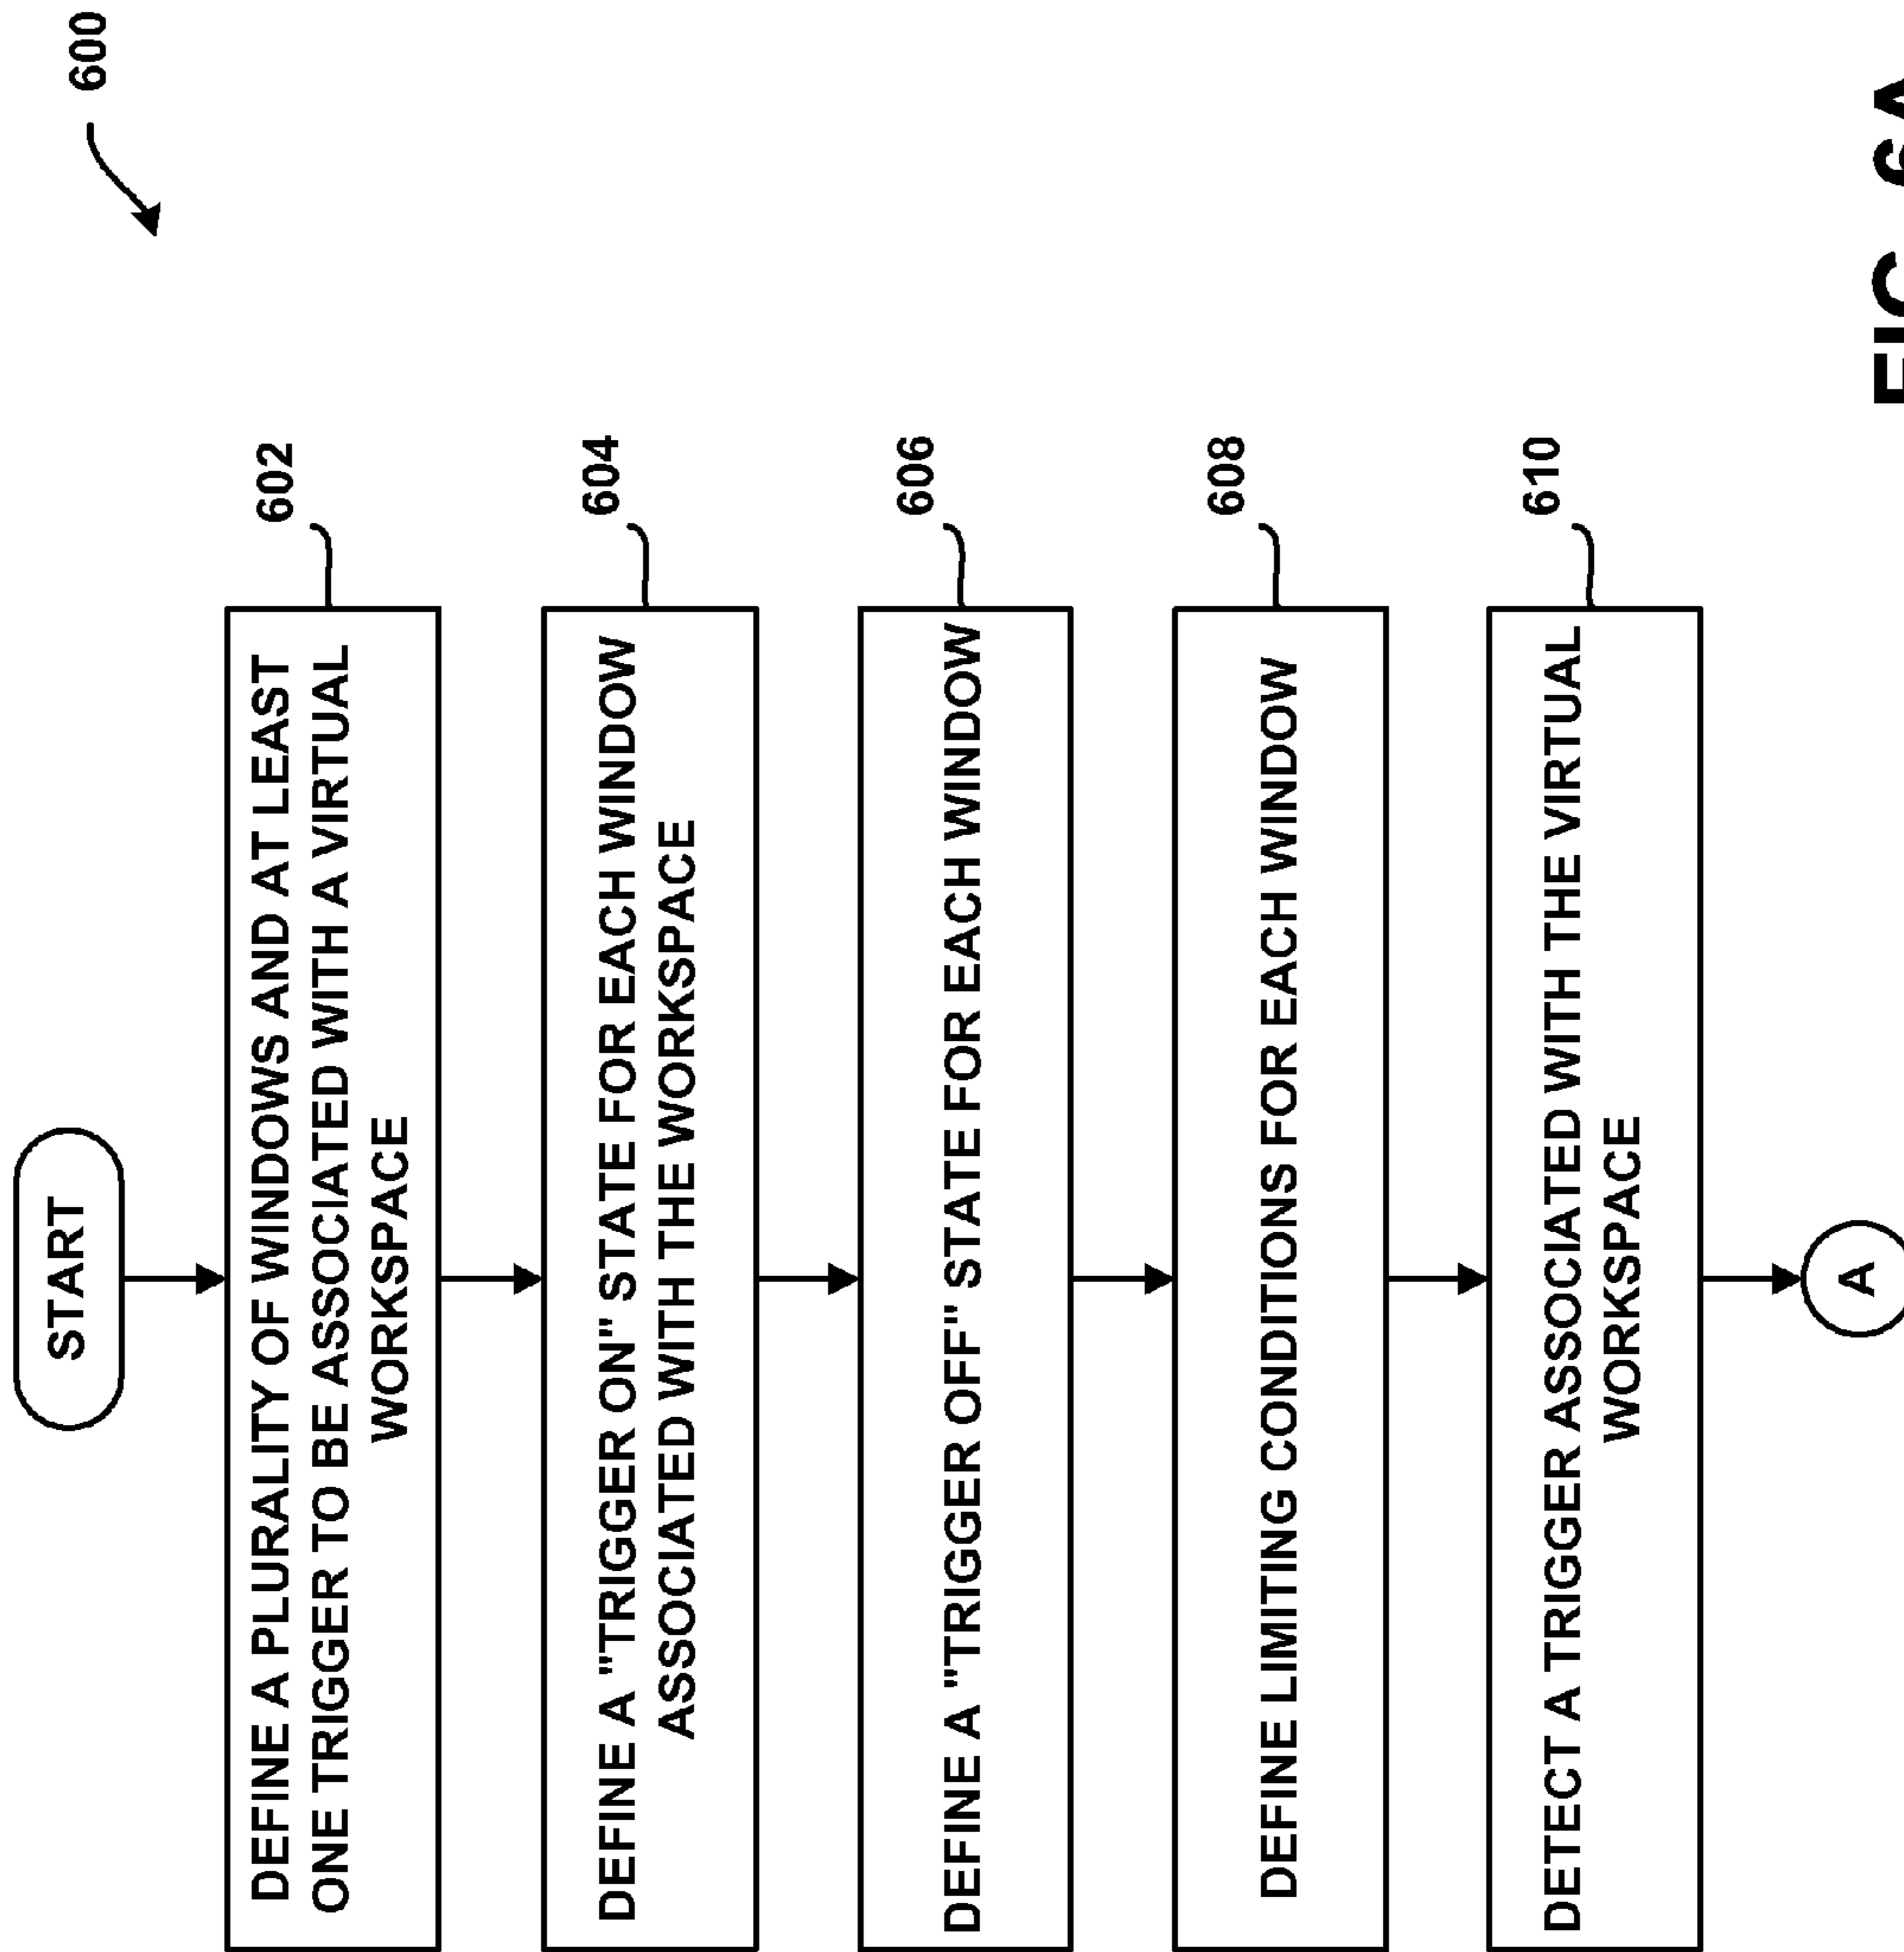 600
START
DEFINE A PLURALITY OF WINDOWS AND AT LEAST
ONE TRIGGER TO BE ASSOCIATED WITH A VIRTUAL
WORKSPACE
602
DEFINE A "TRIGGER ON" STATE FOR EACH WINDOW
ASSOCIATED WITH THE WORKSPACE
604
DEFINE A "TRIGGER OFF" STATE FOR EACH WINDOW
606
DEFINE LIMITING CONDITIONS FOR EACH WINDOW
608
DETECT A TRIGGER ASSOCIATED WITH THE VIRTUAL
WORKSPACE
610
A